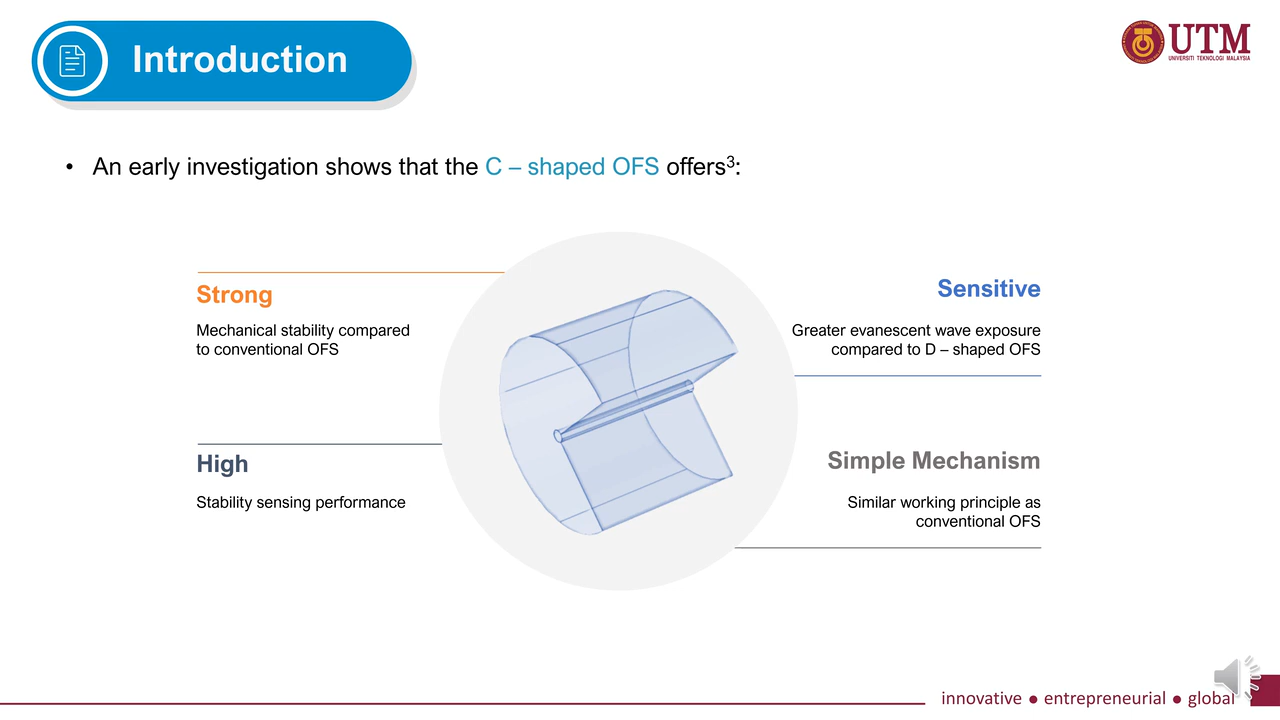 Introduction
UTM
UNIVERSITI TEKNOLOGI MALAYSIA
• An early investigation shows that the C – shaped OFS offers³:
Strong
Mechanical stability compared
to conventional OFS
Sensitive
Greater evanescent wave exposure
compared to D – shaped OFS
High
Stability sensing performance
Simple Mechanism
Similar working principle as
conventional OFS
innovative ● entrepreneurial ● global